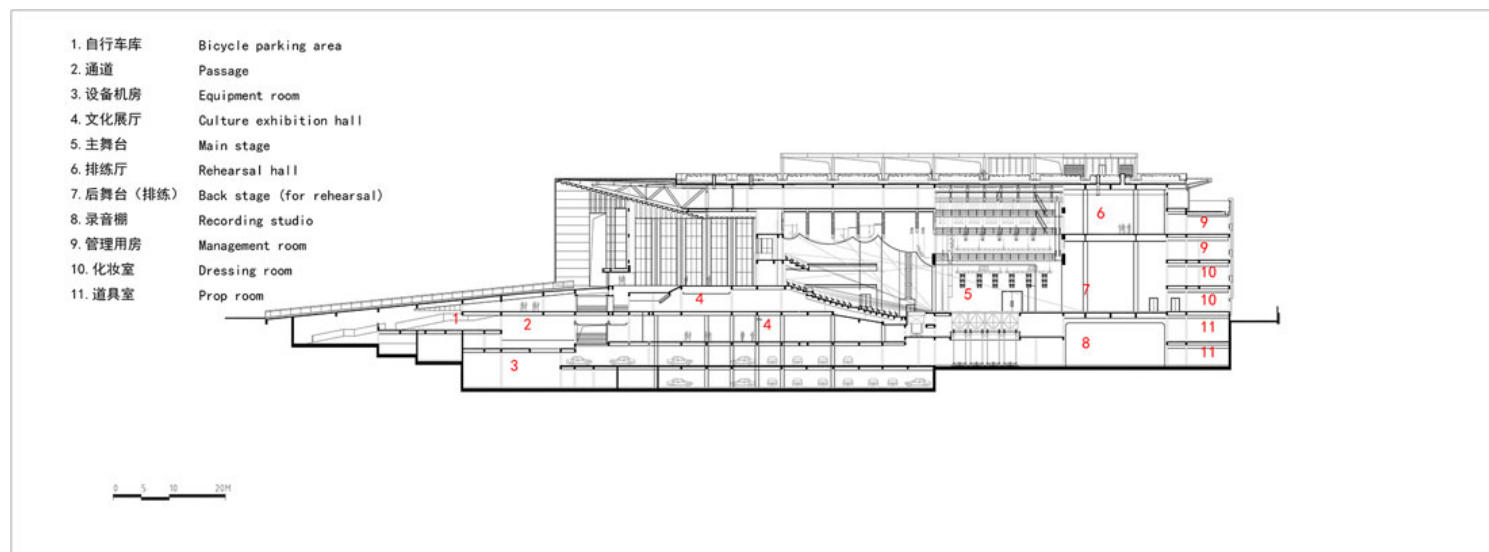 1. 自行车库 Bicycle parking area
2. 通道 Passage
3. 设备机房 Equipment room
4. 文化展厅 Culture exhibition hall
5. 主舞台 Main stage
6. 排练厅 Rehearsal hall
7. 后舞台（排练） Back stage (for rehearsal)
8. 录音棚 Recording studio
9. 管理用房 Management room
10. 化妆室 Dressing room
11. 道具室 Prop room
6
9
9
10
4
5
7
10
1
2
4
11
8
11
3
0 5 10 20M